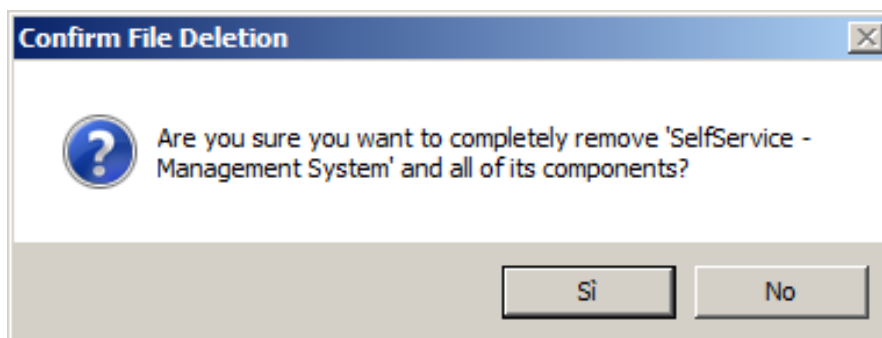 Confirm File Deletion
Are you sure you want to completely remove 'SelfService -
Management System' and all of its components?
Sì
No